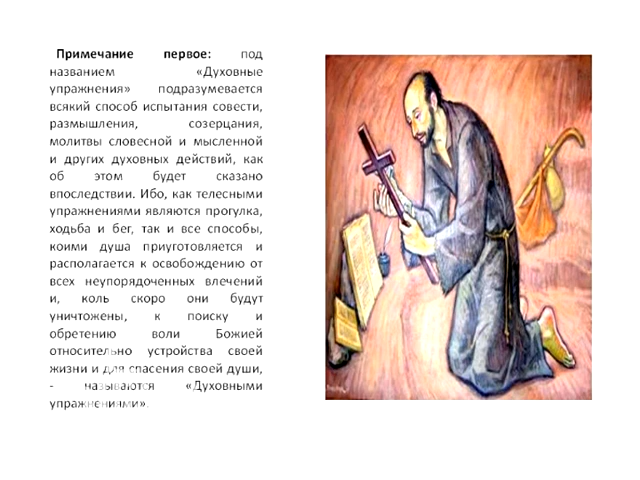 Примечание первое: под
названием «Духовные
упражнения» подразумевается
всякий способ испытания совести,
размышления, созерцания,
молитвы словесной и мысленной
и других духовных действий, как
об этом будет сказано
впоследствии. Ибо, как телесными
упражнениями являются прогулка,
ходьба и бег, так и все способы,
коими душа приуготовляется и
располагается к освобождению от
всех неупорядоченных влечений
и, коль скоро они будут
уничтожены, к поиску и
обретению воли Божией
относительно устройства своей
жизни и для спасения своей души,
- называются «Духовными
упражнениями».